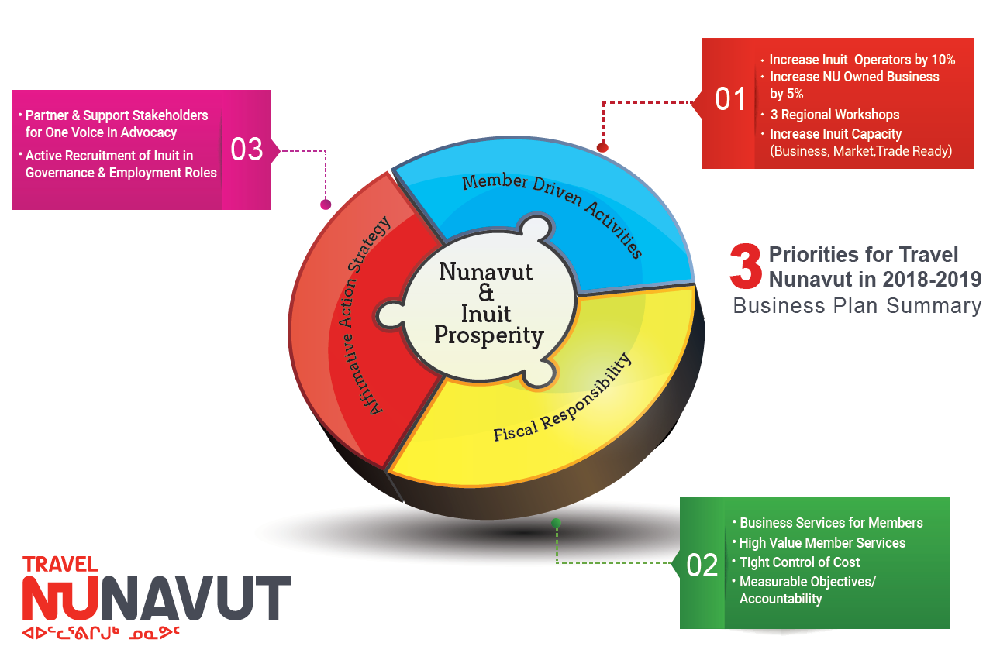 01
Increase Inuit Operators by 10%
Increase NU Owned Business
by 5%
3 Regional Workshops
Increase Inuit Capacity
(Business, Market,Trade Ready)
• Partner & Support Stakeholders
for One Voice in Advocacy
• Active Recruitment of Inuit in
Governance & Employment Roles
03
Member Driven Activities
Affirmative Action Strategy
Fiscal Responsibility
Nunavut
&
Inuit
Prosperity
3 Priorities for Travel
Nunavut in 2018-2019
Business Plan Summary
02
• Business Services for Members
• High Value Member Services
• Tight Control of Cost
• Measurable Objectives/
Accountability
TRAVEL
NUNAVUT
ᐊᐅᓪᓚᕐᕕᒋᒍᒃ ᓄᓇᕗᑦ